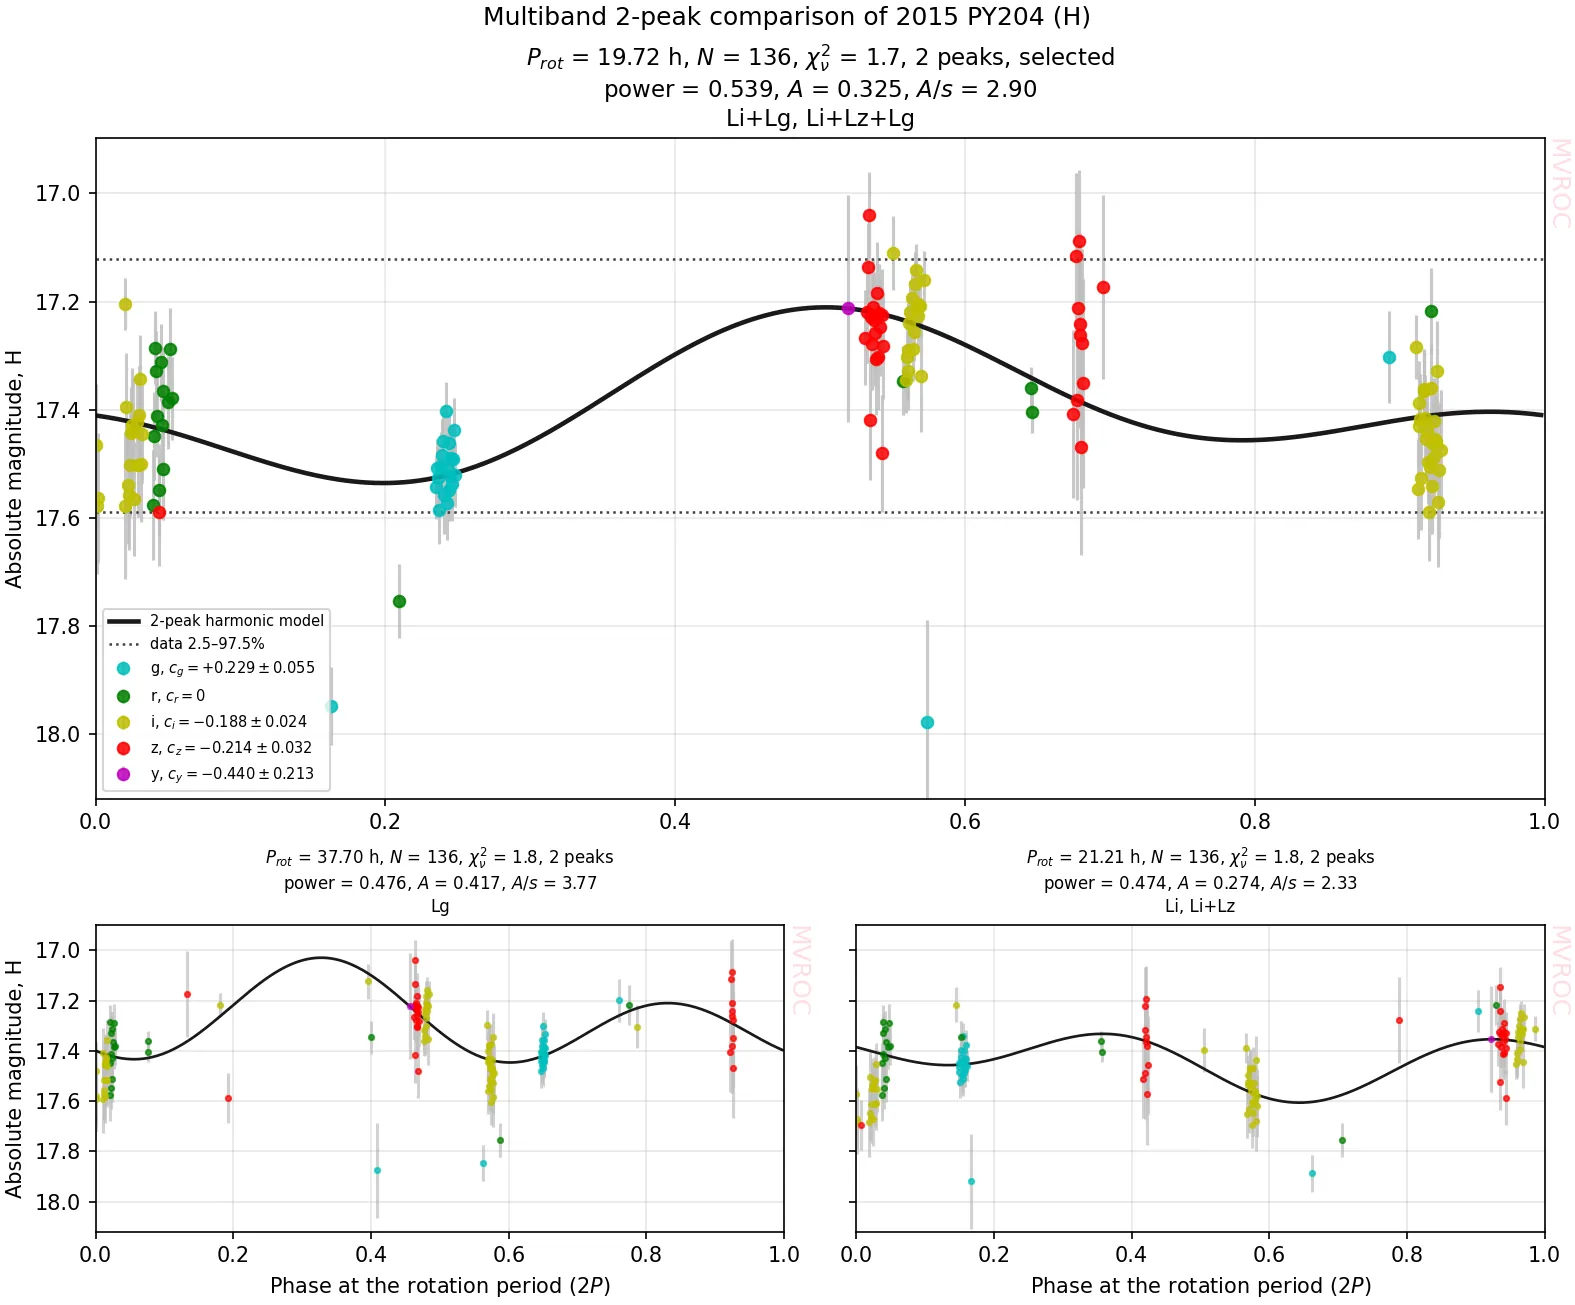 Multiband 2-peak comparison of 2015 PY204 (H)
P_rot = 19.72 h, N = 136, χ²_ν = 1.7, 2 peaks, selected
power = 0.539, A = 0.325, A/s = 2.90
Li+Lg, Li+Lz+Lg
MVROC
Absolute magnitude, H
17.0
17.2
17.4
17.6
17.8
18.0
2-peak harmonic model
data 2.5–97.5%
g, c_g = +0.229 ± 0.055
r, c_r = 0
i, c_i = −0.188 ± 0.024
z, c_z = −0.214 ± 0.032
y, c_y = −0.440 ± 0.213
0.0 0.2 0.4 0.6 0.8 1.0
P_rot = 37.70 h, N = 136, χ²_ν = 1.8, 2 peaks
power = 0.476, A = 0.417, A/s = 3.77
Lg
MVROC
Absolute magnitude, H
17.0
17.2
17.4
17.6
17.8
18.0
0.0 0.2 0.4 0.6 0.8 1.0
Phase at the rotation period (2P)
P_rot = 21.21 h, N = 136, χ²_ν = 1.8, 2 peaks
power = 0.474, A = 0.274, A/s = 2.33
Li, Li+Lz
MVROC
0.0 0.2 0.4 0.6 0.8 1.0
Phase at the rotation period (2P)